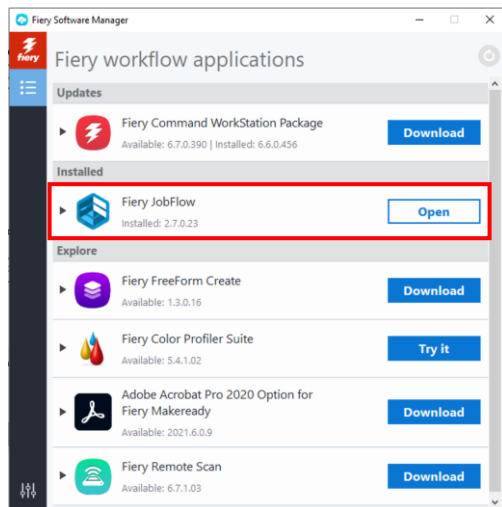 Fiery Software Manager
fiery
Fiery workflow applications
Updates
Fiery Command WorkStation Package
Available: 6.7.0.390 | Installed: 6.6.0.456
Download
Installed
Fiery JobFlow
Installed: 2.7.0.23
Open
Explore
Fiery FreeForm Create
Available: 1.3.0.16
Download
Fiery Color Profiler Suite
Available: 5.4.1.02
Try it
Adobe Acrobat Pro 2020 Option for
Fiery Makeready
Available: 2021.6.0.9
Download
Fiery Remote Scan
Available: 6.7.1.03
Download